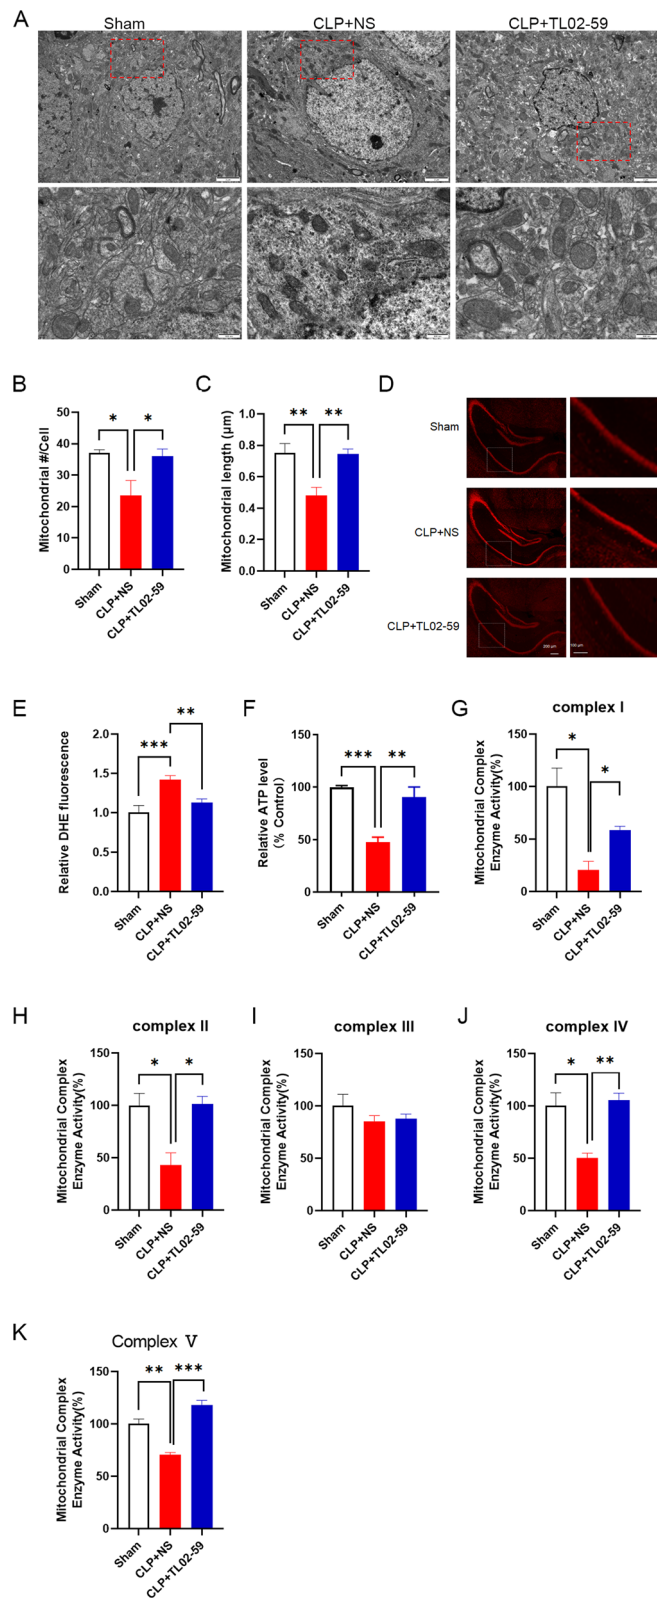 A
Sham
CLP+NS
CLP+TL02-59
B
*
*
Mitochondrial #/Cell
50
40
30
20
10
0
Sham
CLP+NS
CLP+TL02-59
C
**
**
Mitochondrial length (μm)
1.0
0.8
0.6
0.4
0.2
0.0
Sham
CLP+NS
CLP+TL02-59
D
Sham
CLP+NS
CLP+TL02-59
200 μm
100 μm
E
**
***
Relative DHE fluorescence
2.0
1.5
1.0
0.5
0.0
Sham
CLP+NS
CLP+TL02-59
F
***
**
Relative ATP level
(% Control)
150
100
50
0
Sham
CLP+NS
CLP+TL02-59
G
complex I
*
*
Mitochondrial Complex
Enzyme Activity(%)
150
100
50
0
Sham
CLP+NS
CLP+TL02-59
H
complex II
*
*
Mitochondrial Complex
Enzyme Activity(%)
150
100
50
0
Sham
CLP+NS
CLP+TL02-59
I
complex III
Mitochondrial Complex
Enzyme Activity(%)
150
100
50
0
Sham
CLP+NS
CLP+TL02-59
J
complex IV
*
**
Mitochondrial Complex
Enzyme Activity(%)
150
100
50
0
Sham
CLP+NS
CLP+TL02-59
K
Complex Ⅴ
**
***
Mitochondrial Complex
Enzyme Activity(%)
150
100
50
0
Sham
CLP+NS
CLP+TL02-59